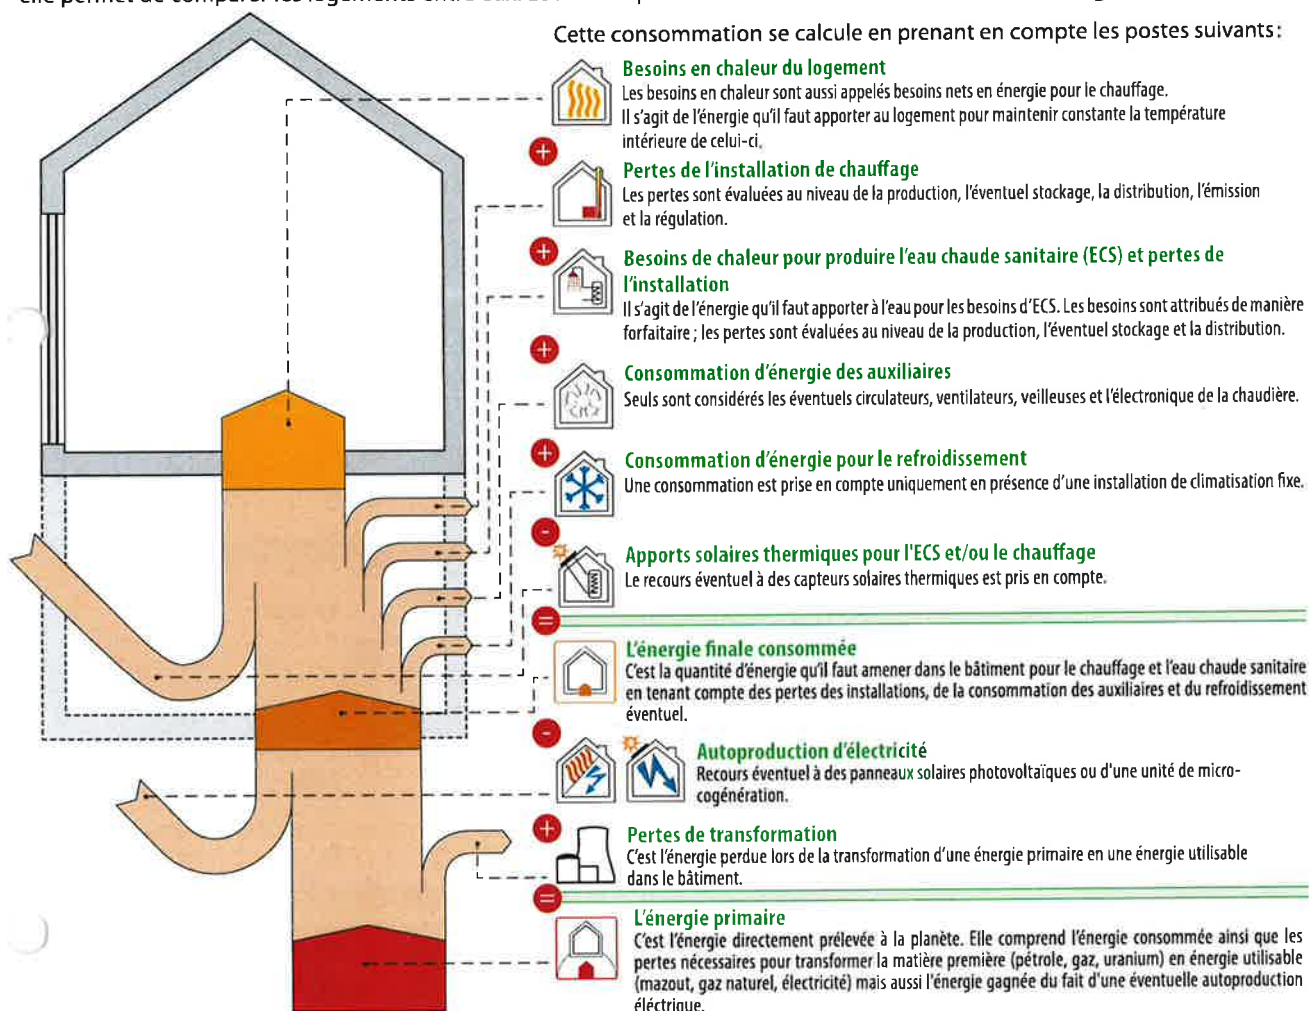 Cette consommation se calcule en prenant en compte les postes suivants :
Besoins en chaleur du logement
Les besoins en chaleur sont aussi appelés besoins nets en énergie pour le chauffage.
Il s'agit de l'énergie qu'il faut apporter au logement pour maintenir constante la température
intérieure de celui-ci.
+
Pertes de l'installation de chauffage
Les pertes sont évaluées au niveau de la production, l'éventuel stockage, la distribution, l'émission
et la régulation.
+
Besoins de chaleur pour produire l'eau chaude sanitaire (ECS) et pertes de
l'installation
Il s'agit de l'énergie qu'il faut apporter à l'eau pour les besoins d'ECS. Les besoins sont attribués de manière
forfaitaire ; les pertes sont évaluées au niveau de la production, l'éventuel stockage et la distribution.
+
Consommation d'énergie des auxiliaires
Seuls sont considérés les éventuels circulateurs, ventilateurs, veilleuses et l'électronique de la chaudière.
+
Consommation d'énergie pour le refroidissement
Une consommation est prise en compte uniquement en présence d'une installation de climatisation fixe.
-
Apports solaires thermiques pour l'ECS et/ou le chauffage
Le recours éventuel à des capteurs solaires thermiques est pris en compte.
=
L'énergie finale consommée
C'est la quantité d'énergie qu'il faut amener dans le bâtiment pour le chauffage et l'eau chaude sanitaire
en tenant compte des pertes des installations, de la consommation des auxiliaires et du refroidissement
éventuel.
-
Autoproduction d'électricité
Recours éventuel à des panneaux solaires photovoltaïques ou d'une unité de micro-
cogénération.
+
Pertes de transformation
C'est l'énergie perdue lors de la transformation d'une énergie primaire en une énergie utilisable
dans le bâtiment.
=
L'énergie primaire
C'est l'énergie directement prélevée à la planète. Elle comprend l'énergie consommée ainsi que les
pertes nécessaires pour transformer la matière première (pétrole, gaz, uranium) en énergie utilisable
(mazout, gaz naturel, électricité) mais aussi l'énergie gagnée du fait d'une éventuelle autoproduction
éléctrique.